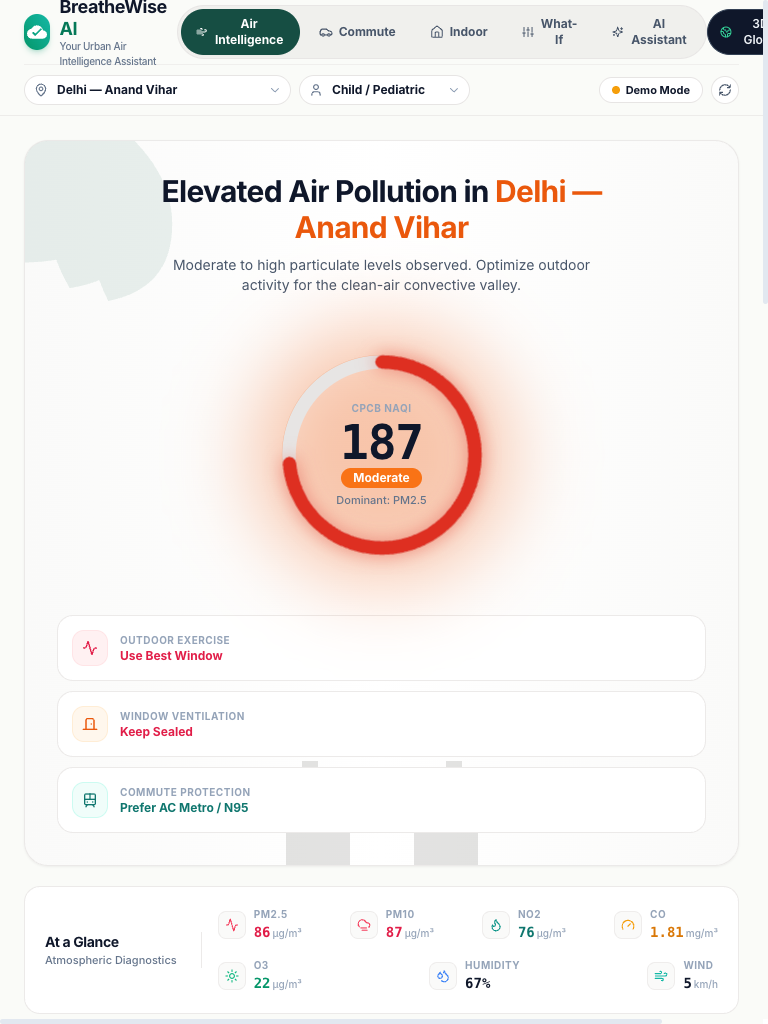 BreatheWise
AI
Your Urban Air
Intelligence Assistant
Air
Intelligence
Commute
Indoor
What-
If
AI
Assistant
3D
Delhi — Anand Vihar
Child / Pediatric
Demo Mode
Elevated Air Pollution in Delhi —
Anand Vihar
Moderate to high particulate levels observed. Optimize outdoor
activity for the clean-air convective valley.
CPCB NAQI
187
Moderate
Dominant: PM2.5
OUTDOOR EXERCISE
Use Best Window
WINDOW VENTILATION
Keep Sealed
COMMUTE PROTECTION
Prefer AC Metro / N95
At a Glance
Atmospheric Diagnostics
PM2.5
86 µg/m³
PM10
87 µg/m³
NO2
76 µg/m³
CO
1.81 mg/m³
O3
22 µg/m³
HUMIDITY
67%
WIND
5 km/h